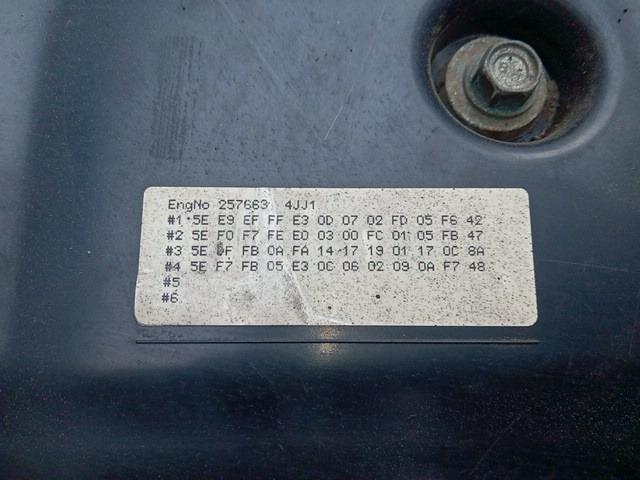 EngNo 257663 4JJ1
#1 5E E9 EF FF E3 0D 07 02 FD 05 F6 42
#2 5E F0 F7 FE E0 03 00 FC 01 05 FB 47
#3 5E 0F FB 0A FA 14 17 19 01 17 0C 8A
#4 5E F7 FB 05 E3 0C 06 02 09 0A F7 48
#5
#6